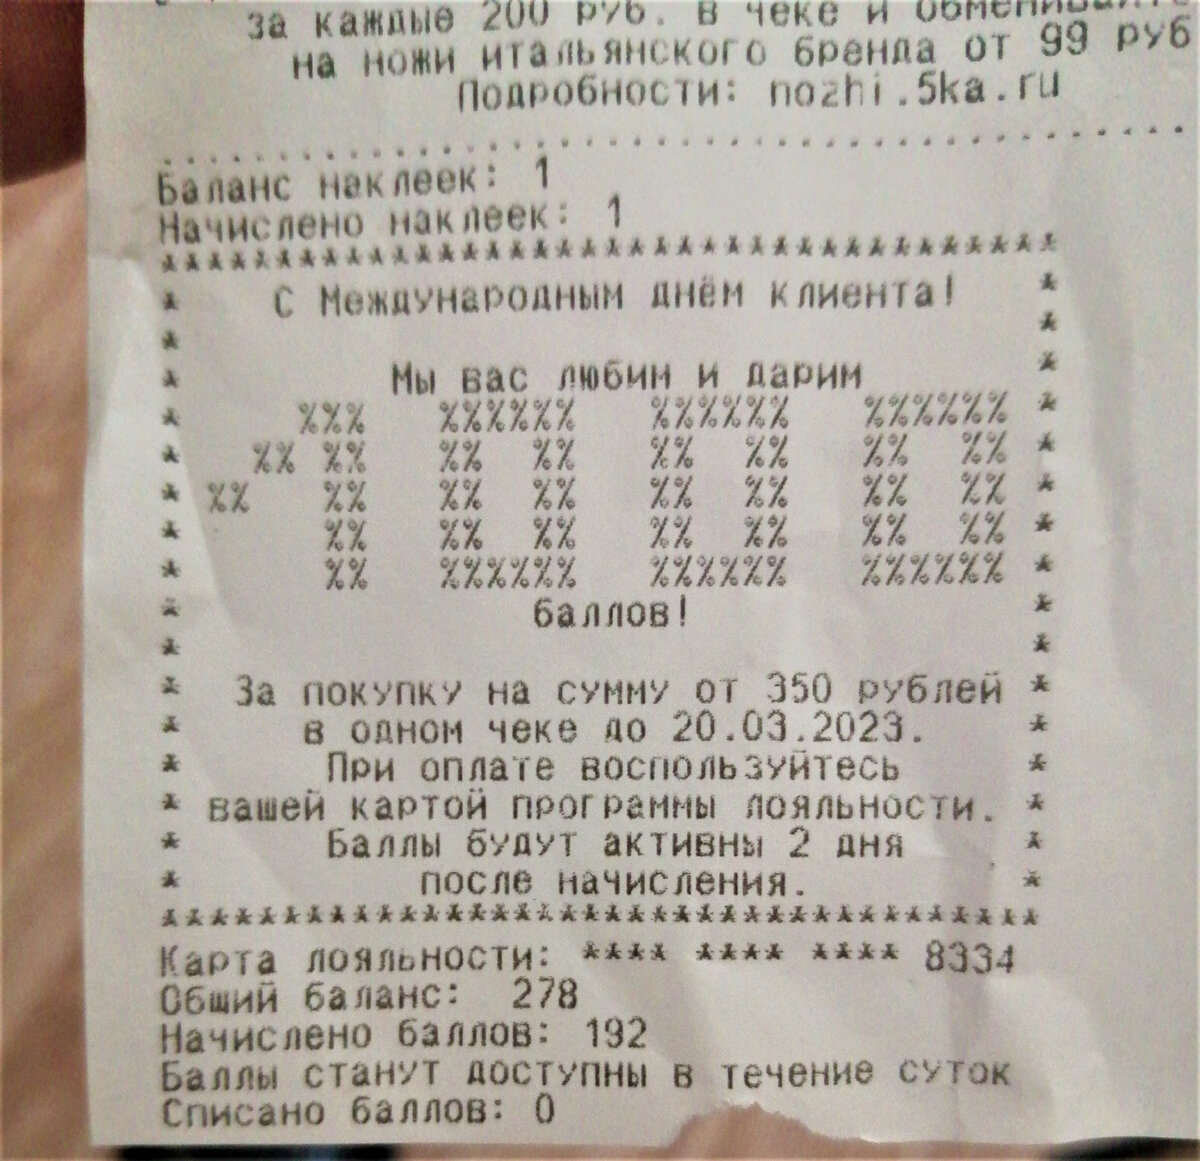 за каждые 200 руб. в чеке и обменивайте
на ножи итальянского бренда от 99 руб
Подробности: nozhi.5ka.ru
Баланс наклеек: 1
Начислено наклеек: 1
С Международным днём клиента!
Мы вас любим и дарим
1000
баллов!
За покупку на сумму от 350 рублей
в одном чеке до 20.03.2023.
При оплате воспользуйтесь
вашей картой программы лояльности.
Баллы будут активны 2 дня
после начисления.
Карта лояльности: **** **** **** 8334
Общий баланс: 278
Начислено баллов: 192
Баллы станут доступны в течение суток
Списано баллов: 0